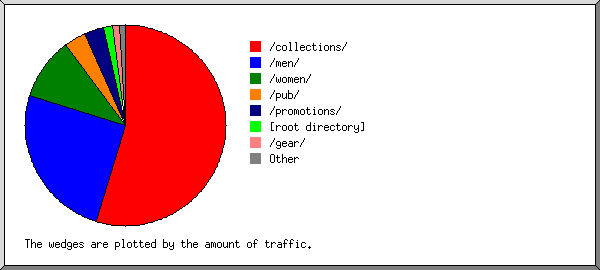 /collections/
/men/
/women/
/pub/
/promotions/
[root directory]
/gear/
Other
The wedges are plotted by the amount of traffic.